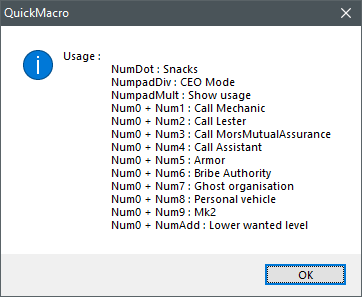 QuickMacro
Usage :
NumDot : Snacks
NumpadDiv : CEO Mode
NumpadMult : Show usage
Num0 + Num1 : Call Mechanic
Num0 + Num2 : Call Lester
Num0 + Num3 : Call MorsMutualAssurance
Num0 + Num4 : Call Assistant
Num0 + Num5 : Armor
Num0 + Num6 : Bribe Authority
Num0 + Num7 : Ghost organisation
Num0 + Num8 : Personal vehicle
Num0 + Num9 : Mk2
Num0 + NumAdd : Lower wanted level
OK